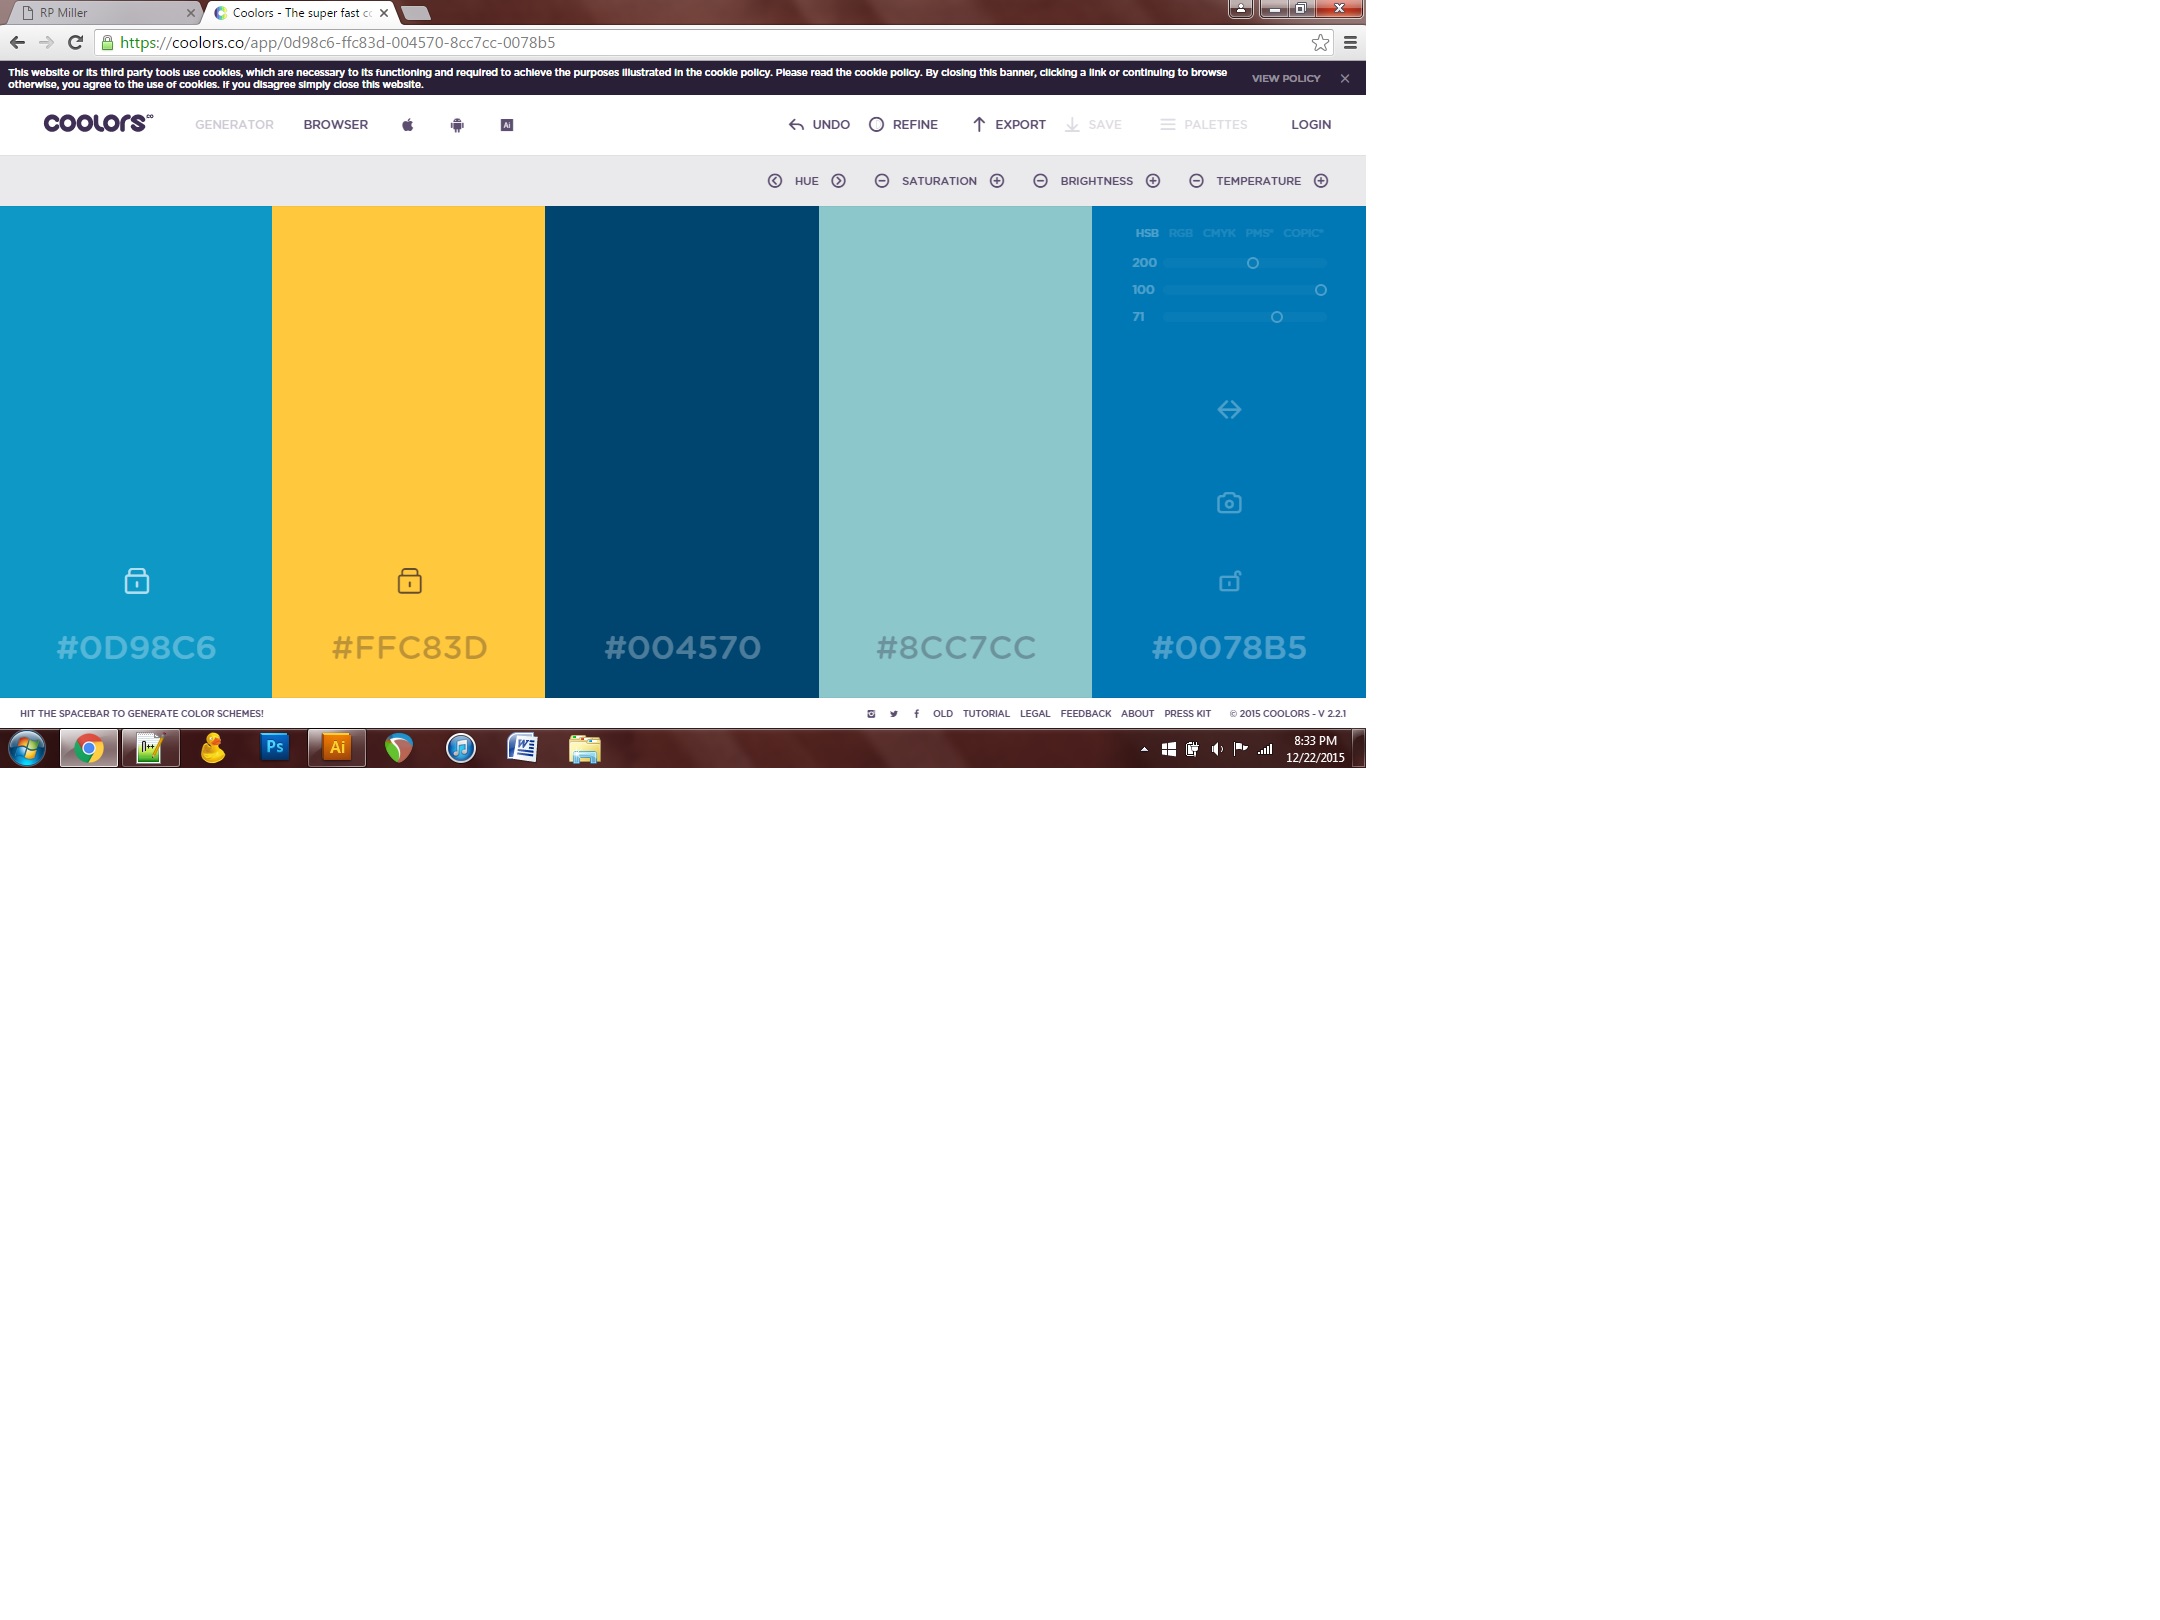 RP Miller
Coolors - The super fast co
https://coolors.co/app/0d98c6-ffc83d-004570-8cc7cc-0078b5
This website or its third party tools use cookies, which are necessary to its functioning and required to achieve the purposes illustrated in the cookie policy. Please read the cookie policy. By closing this banner, clicking a link or continuing to browse
otherwise, you agree to the use of cookies. If you disagree simply close this website.
VIEW POLICY
coolors co GENERATOR BROWSER Ai UNDO REFINE EXPORT SAVE PALETTES LOGIN
HUE SATURATION BRIGHTNESS TEMPERATURE
HSB RGB CMYK PMS® COPIC®
200
100
71
#0D98C6 #FFC83D #004570 #8CC7CC #0078B5
HIT THE SPACEBAR TO GENERATE COLOR SCHEMES! OLD TUTORIAL LEGAL FEEDBACK ABOUT PRESS KIT © 2015 COOLORS - V 2.2.1
Ps Ai W
8:33 PM
12/22/2015